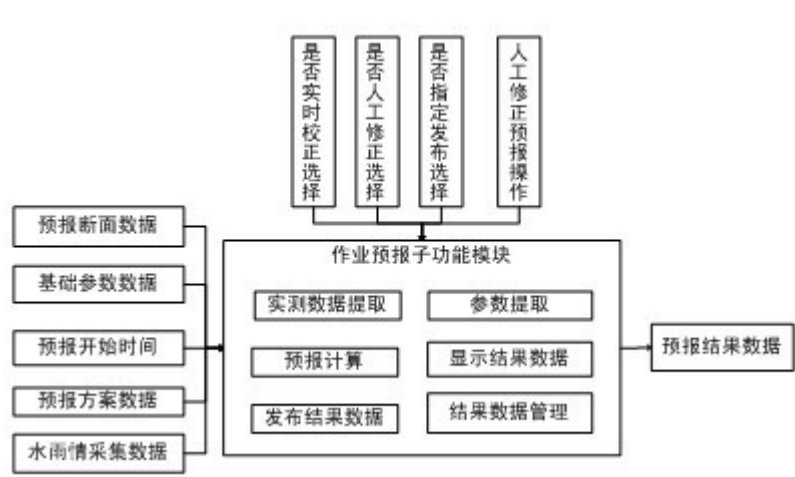 是否实时校正选择
是否人工修正选择
是否指定发布选择
人工修正预报操作
预报断面数据
基础参数数据
预报开始时间
预报方案数据
水雨情采集数据
作业预报子功能模块
实测数据提取
参数提取
预报计算
显示结果数据
发布结果数据
结果数据管理
预报结果数据